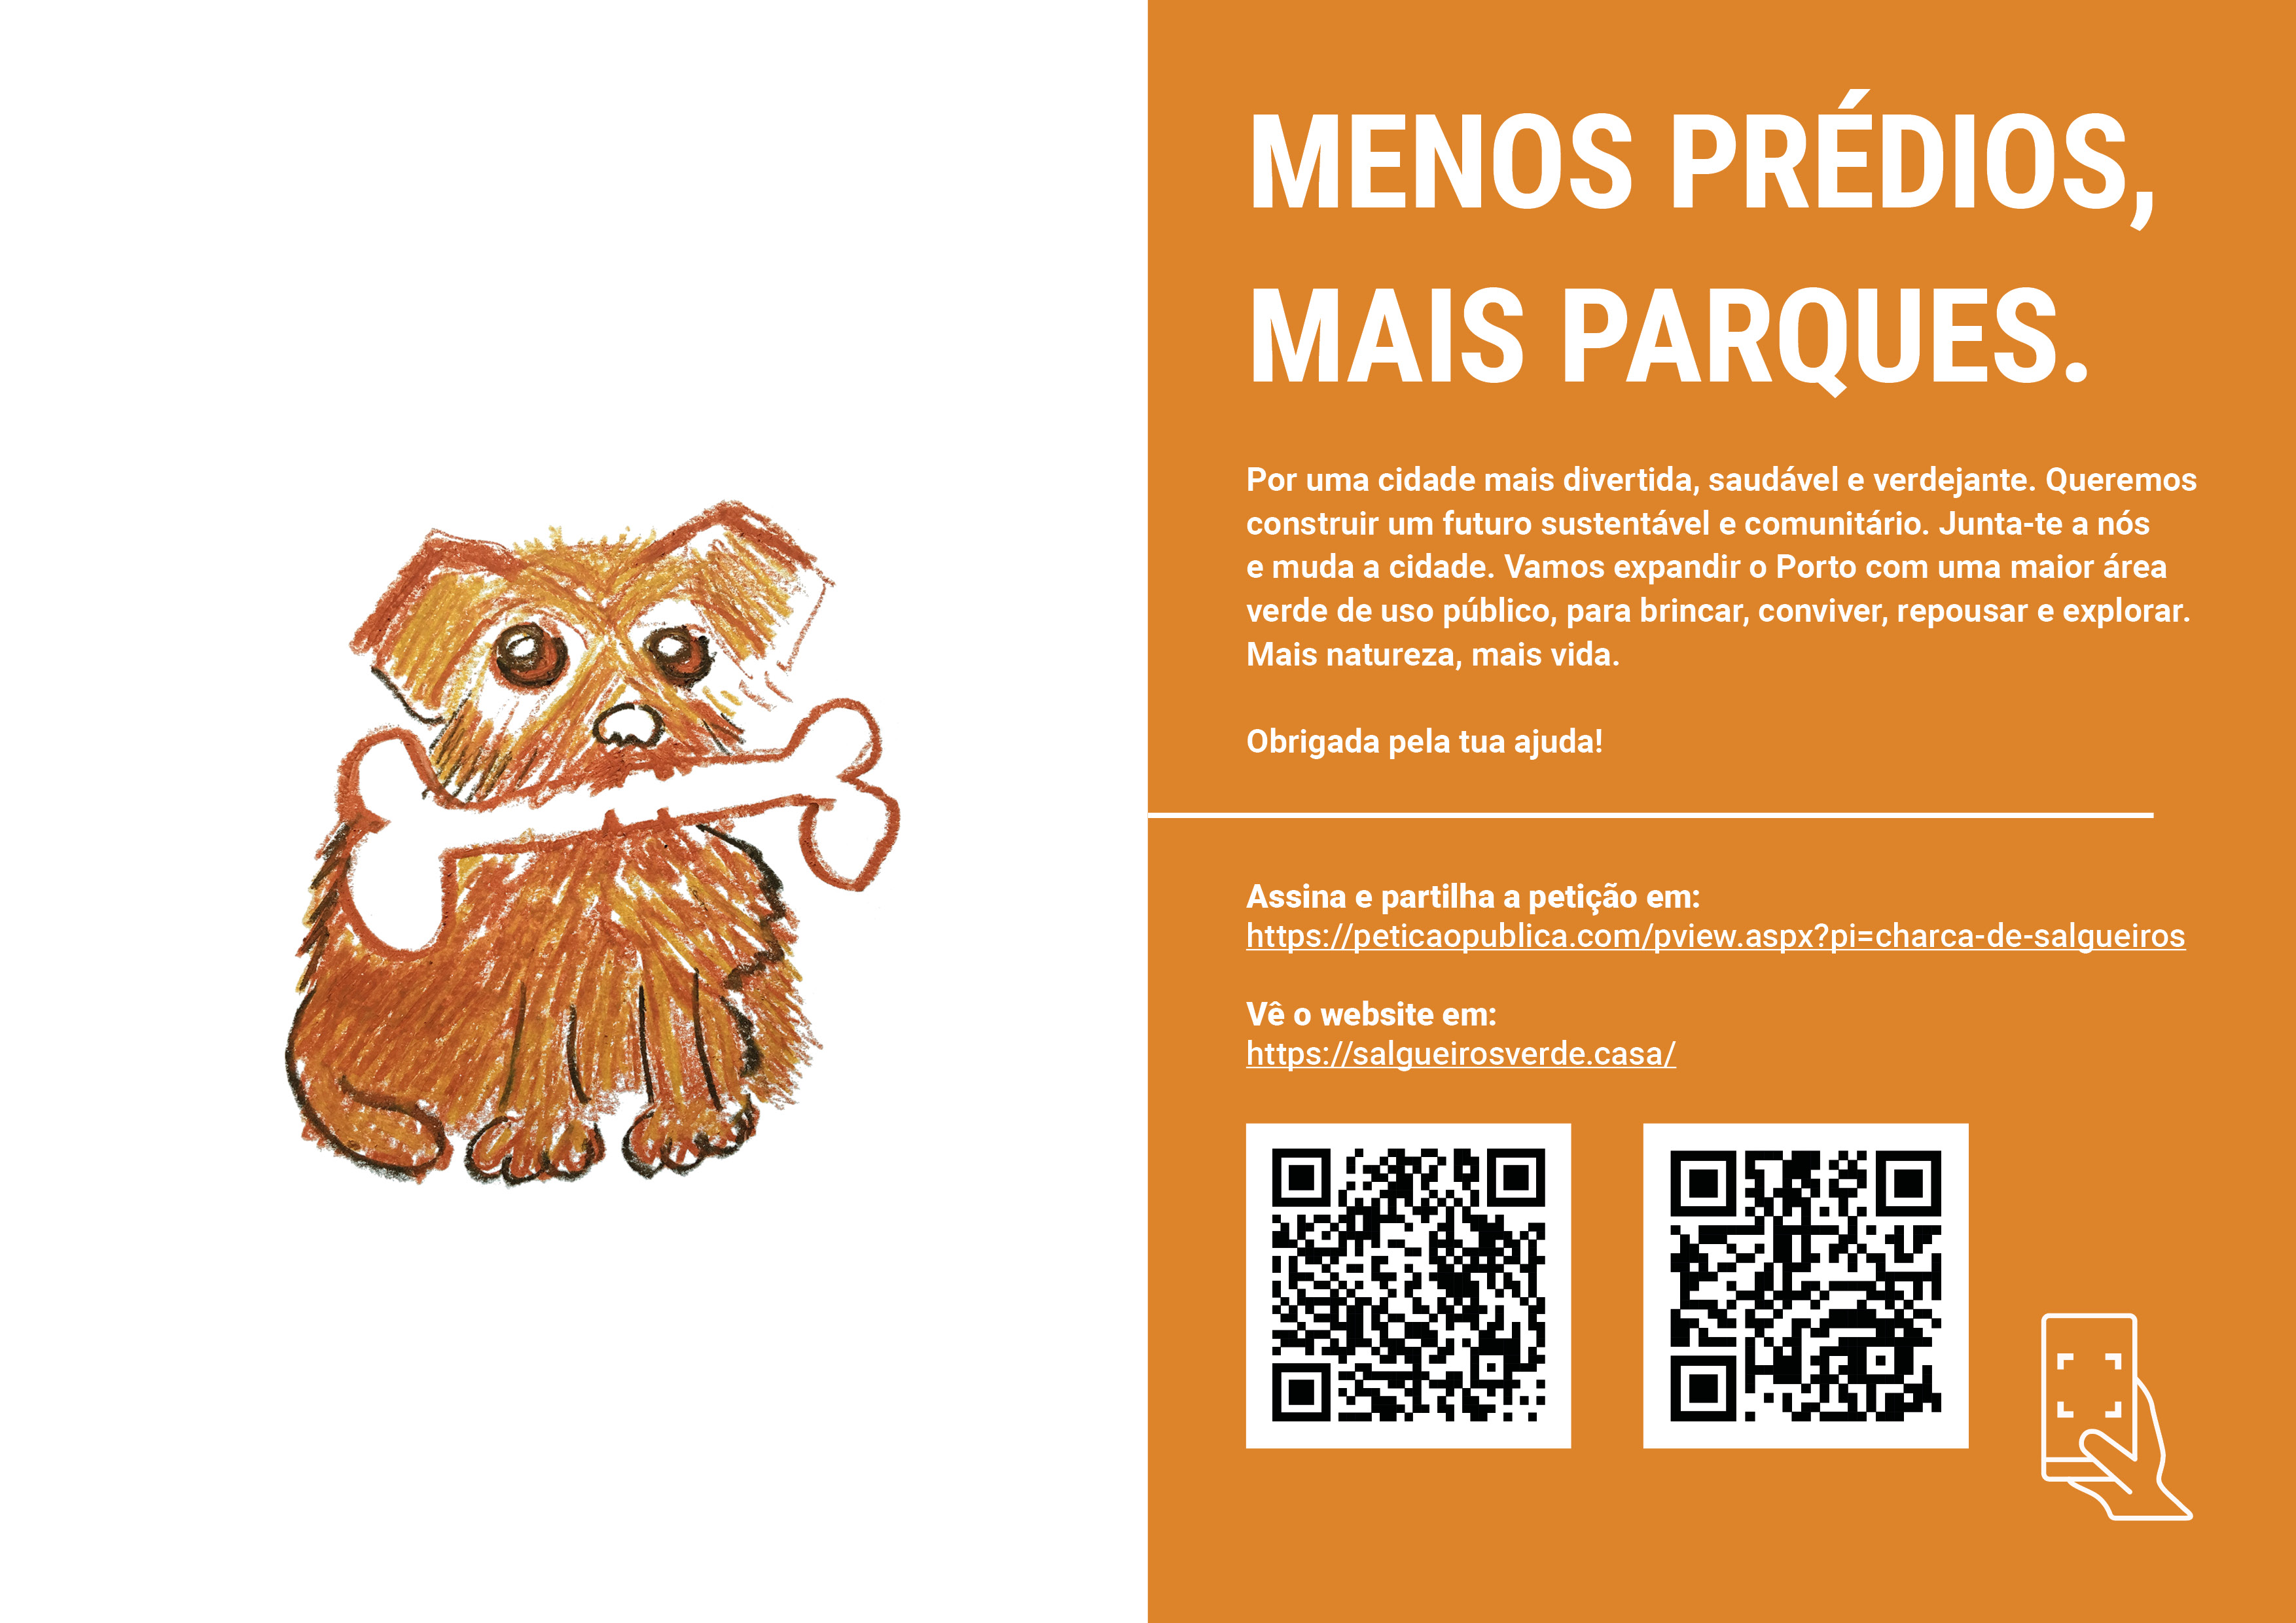 MENOS PRÉDIOS,
MAIS PARQUES.
Por uma cidade mais divertida, saudável e verdejante. Queremos
construir um futuro sustentável e comunitário. Junta-te a nós
e muda a cidade. Vamos expandir o Porto com uma maior área
verde de uso público, para brincar, conviver, repousar e explorar.
Mais natureza, mais vida.
Obrigada pela tua ajuda!
Assina e partilha a petição em:
https://peticaopublica.com/pview.aspx?pi=charca-de-salgueiros
Vê o website em:
https://salgueirosverde.casa/